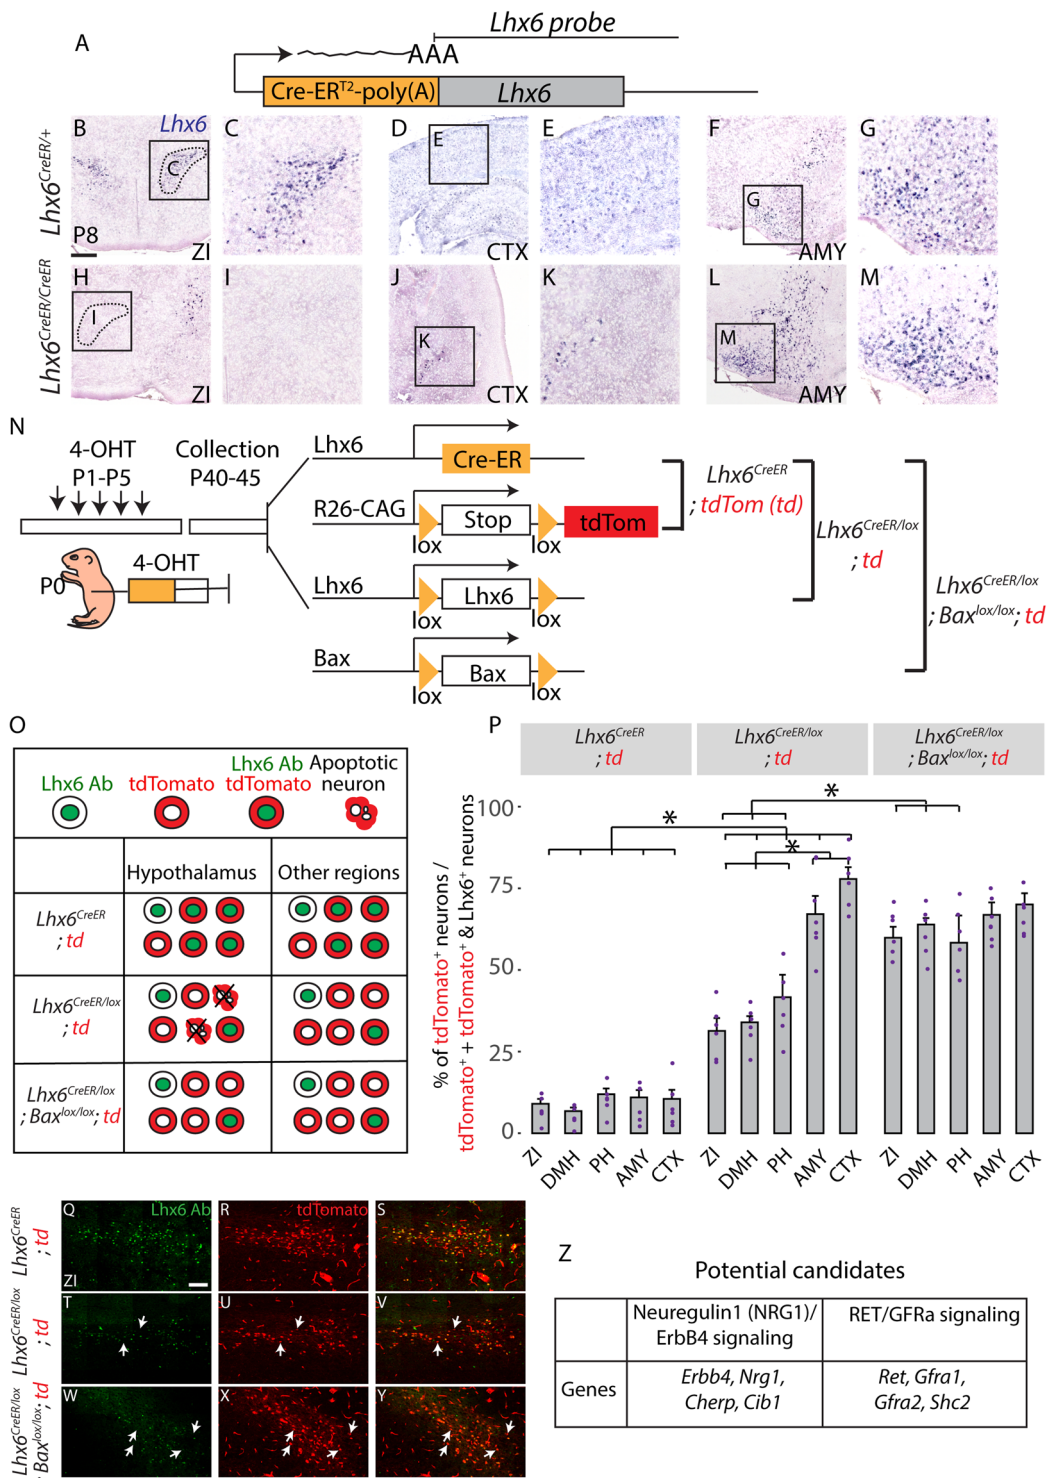 A
Lhx6 probe
AAA
Cre-ERT2-poly(A)
Lhx6
Lhx6CreER/+
B
Lhx6
C
P8
ZI
C
D
E
CTX
E
F
G
AMY
G
Lhx6CreER/CreER
H
I
ZI
I
J
K
CTX
K
L
M
AMY
M
N
4-OHT
P1-P5
Collection
P40-45
P0
4-OHT
Lhx6
Cre-ER
R26-CAG
Stop
tdTom
lox
lox
Lhx6
Lhx6
lox
lox
Bax
Bax
lox
lox
Lhx6CreER
; tdTom (td)
Lhx6CreER/lox
; td
Lhx6CreER/lox
; Baxlox/lox; td
O
Lhx6 Ab
tdTomato
Lhx6 Ab
tdTomato
Apoptotic
neuron
Hypothalamus
Other regions
Lhx6CreER
; td
Lhx6CreER/lox
; td
Lhx6CreER/lox
; Baxlox/lox; td
P
Lhx6CreER
; td
Lhx6CreER/lox
; td
Lhx6CreER/lox
; Baxlox/lox; td
% of tdTomato+ neurons /
tdTomato+ + tdTomato+ & Lhx6+ neurons
100
75
50
25
0
*
*
*
ZI
DMH
PH
AMY
CTX
ZI
DMH
PH
AMY
CTX
ZI
DMH
PH
AMY
CTX
Lhx6CreER
; td
Q
Lhx6 Ab
ZI
R
tdTomato
S
Lhx6CreER/lox
; td
T
U
V
Lhx6CreER/lox
; Baxlox/lox; td
W
X
Y
Z
Potential candidates
Neuregulin1 (NRG1)/
ErbB4 signaling
RET/GFRa signaling
Genes
Erbb4, Nrg1,
Cherp, Cib1
Ret, Gfra1,
Gfra2, Shc2